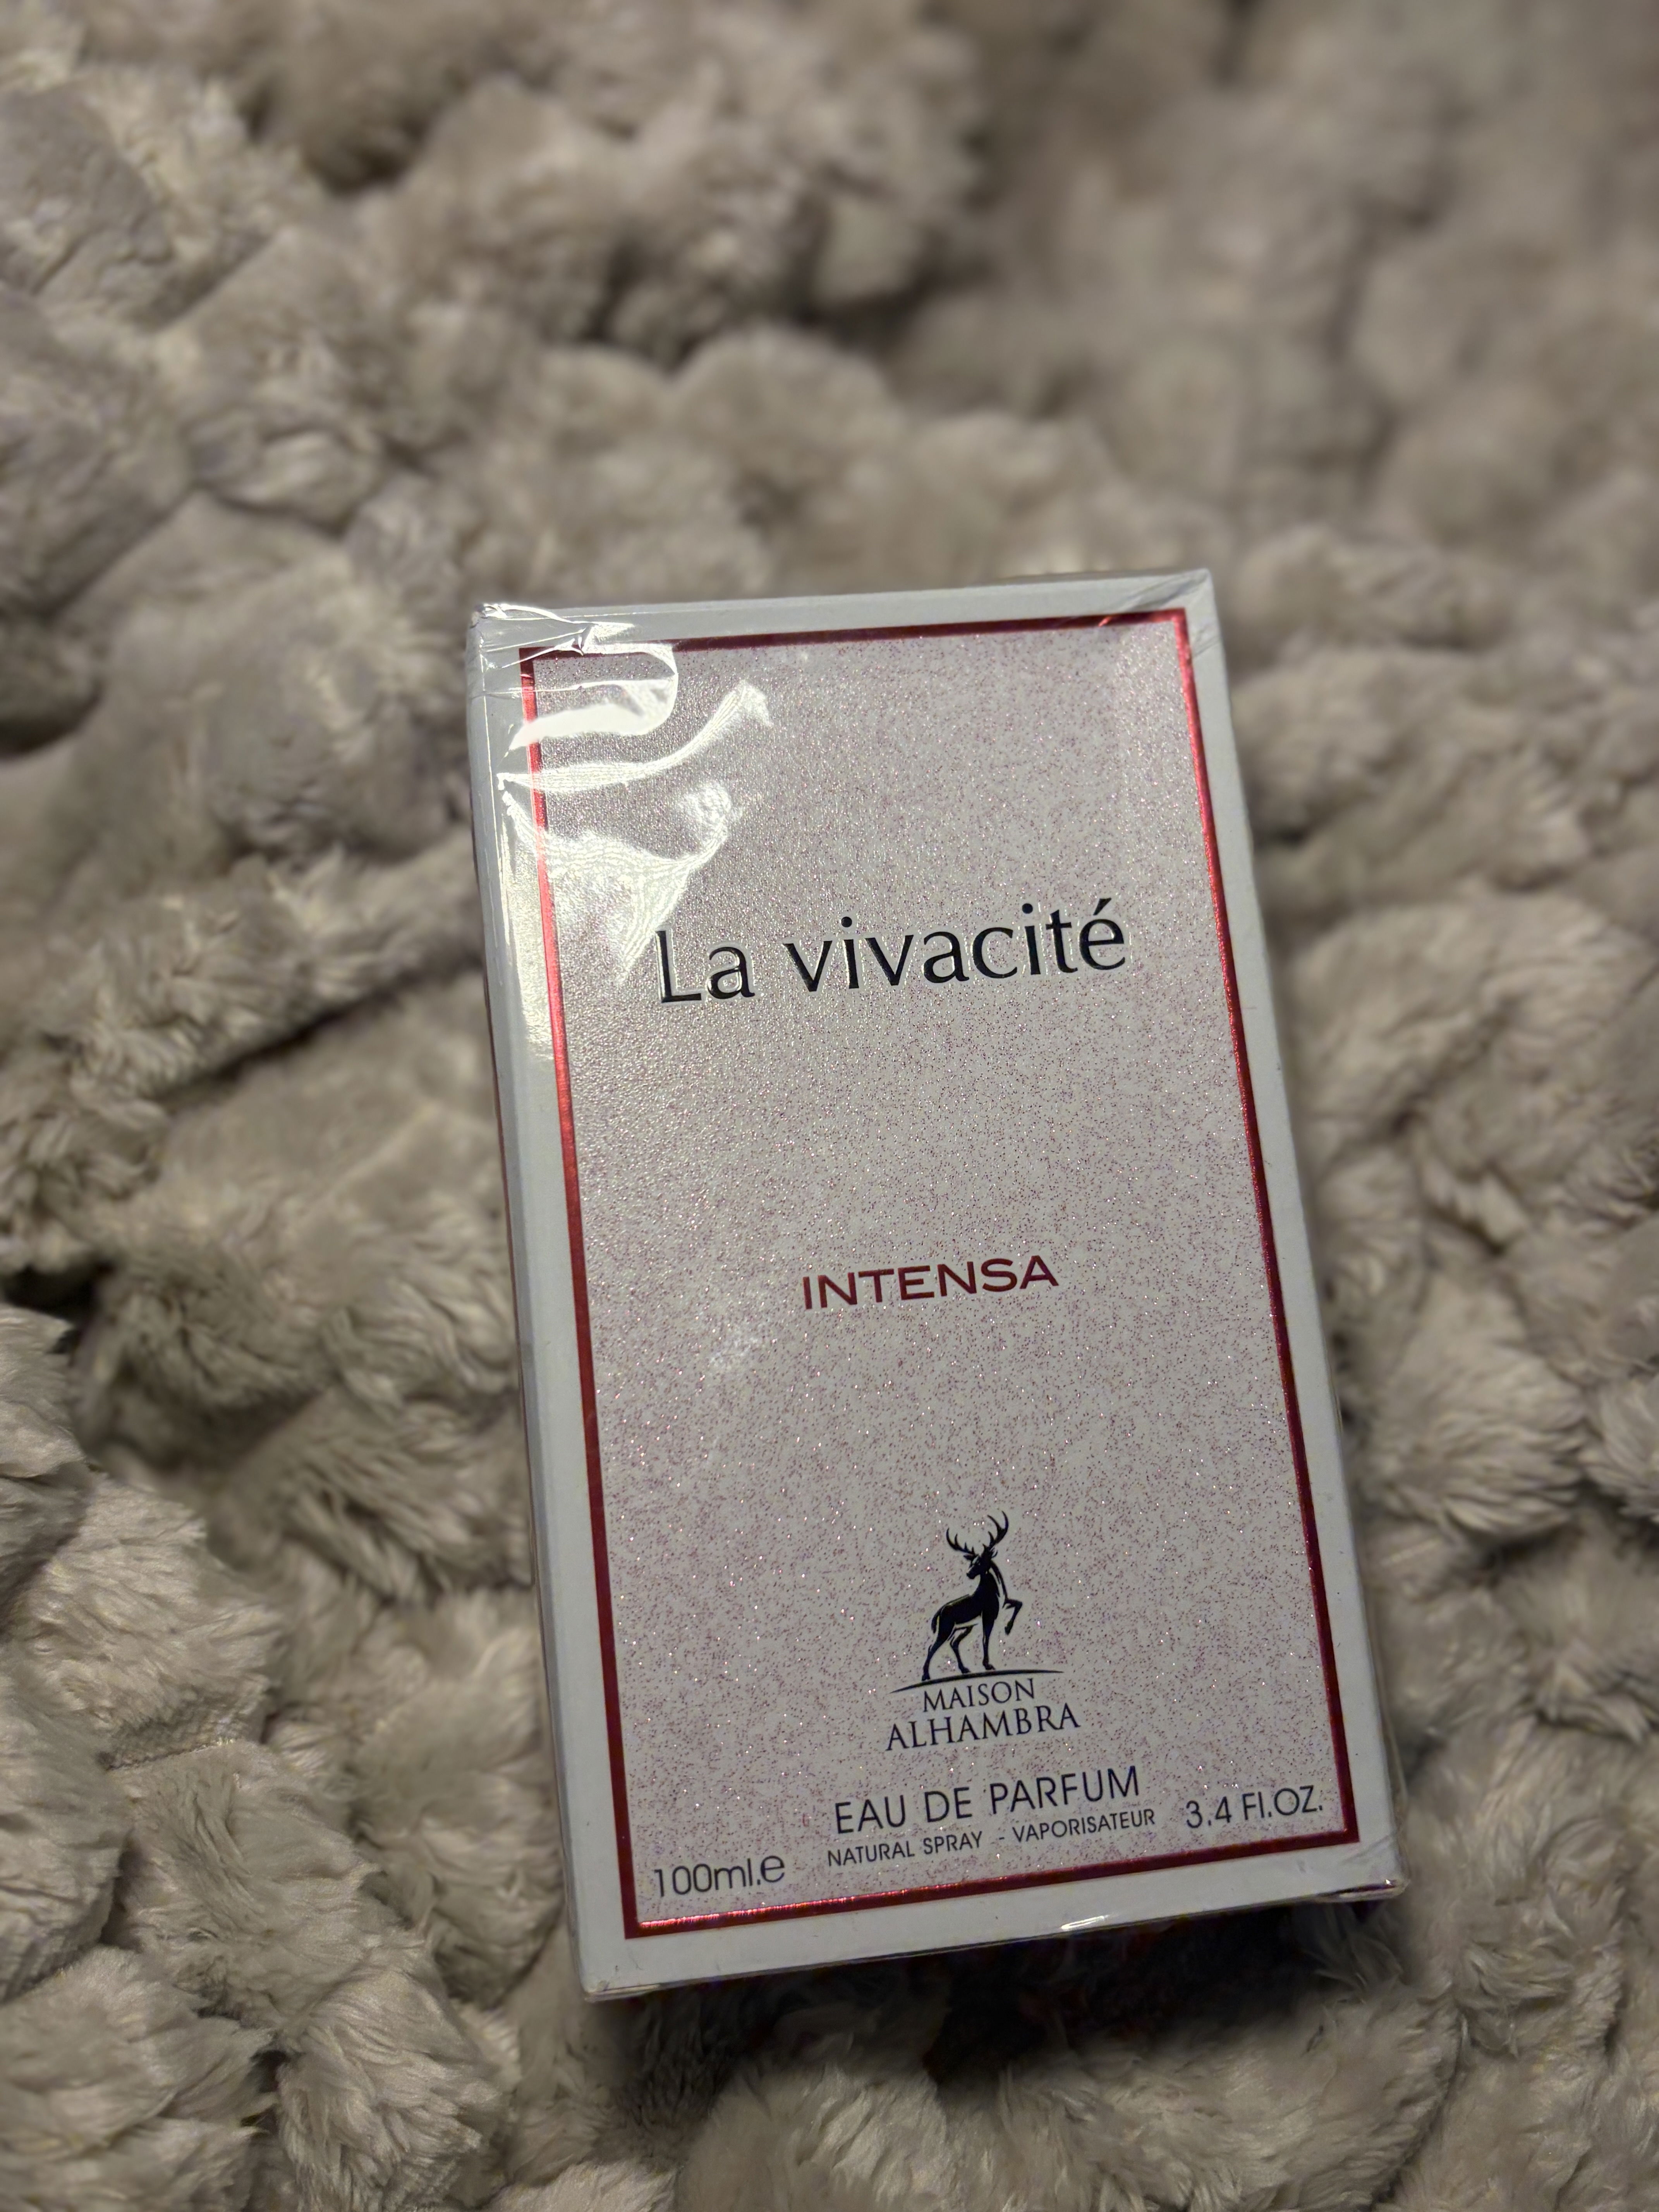 La vivacité
INTENSA
MAISON
ALHAMBRA
EAU DE PARFUM
NATURAL SPRAY - VAPORISATEUR
100ml.e
3.4 Fl.OZ.